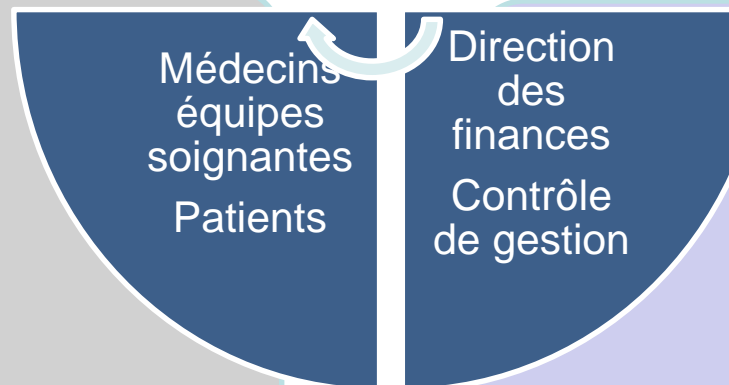 Médecins
équipes
soignantes
Patients
Direction
des
finances
Contrôle
de gestion